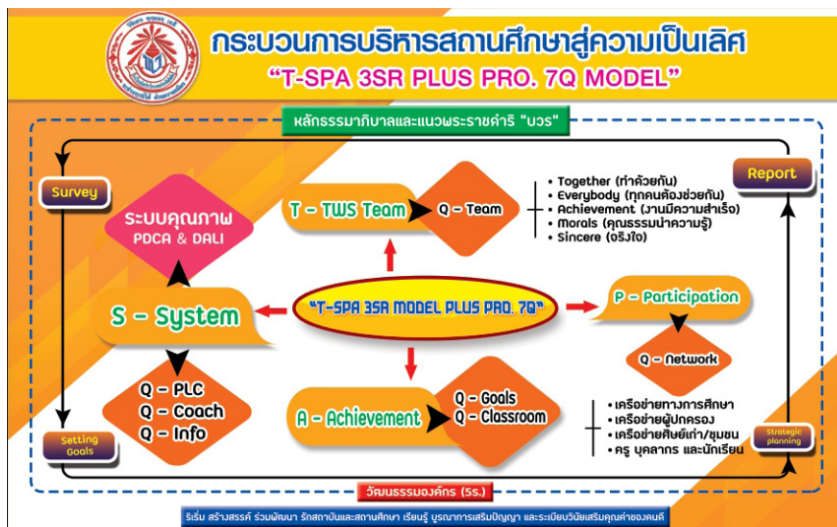 กระบวนการบริหารสถานศึกษาสู่ความเป็นเลิศ
"T-SPA 3SR PLUS PRO. 7Q MODEL"
หลักธรรมาภิบาลและแนวพระราชดำริ "บวร"
Survey
Report
ระบบคุณภาพ
PDCA & DALI
T - TWS Team
Q - Team
• Together (ทำด้วยกัน)
• Everybody (ทุกคนต้องช่วยกัน)
• Achievement (งานมีความสำเร็จ)
• Morals (คุณธรรมนำความรู้)
• Sincere (จริงใจ)
S - System
"T-SPA 3SR MODEL PLUS PRO. 7Q"
P - Participation
Q - Network
Q - PLC
Q - Coach
Q - Info
A - Achievement
Q - Goals
Q - Classroom
• เครือข่ายทางการศึกษา
• เครือข่ายผู้ปกครอง
• เครือข่ายศิษย์เก่า/ชุมชน
• ครู บุคลากร และนักเรียน
Setting
Goals
Strategic
planning
วัฒนธรรมองค์กร (5ร.)
ริเริ่ม สร้างสรรค์ ร่วมพัฒนา รักสถาบันและสถานศึกษา เรียนรู้ บูรณาการเสริมปัญญา และระเบียบวินัยเสริมคุณค่าของคนดี